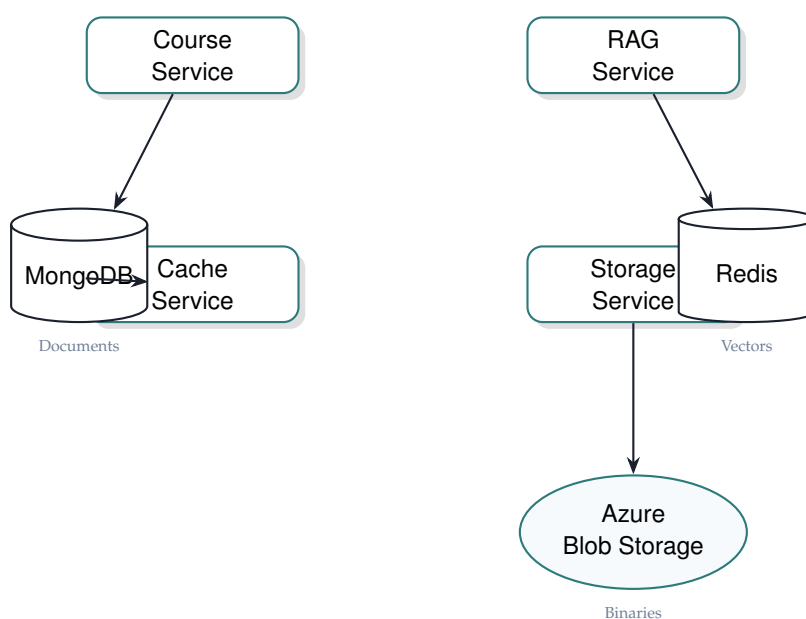 Course
Service
RAG
Service
MongoDB
Cache
Service
Storage
Service
Redis
Documents
Vectors
Azure
Blob Storage
Binaries